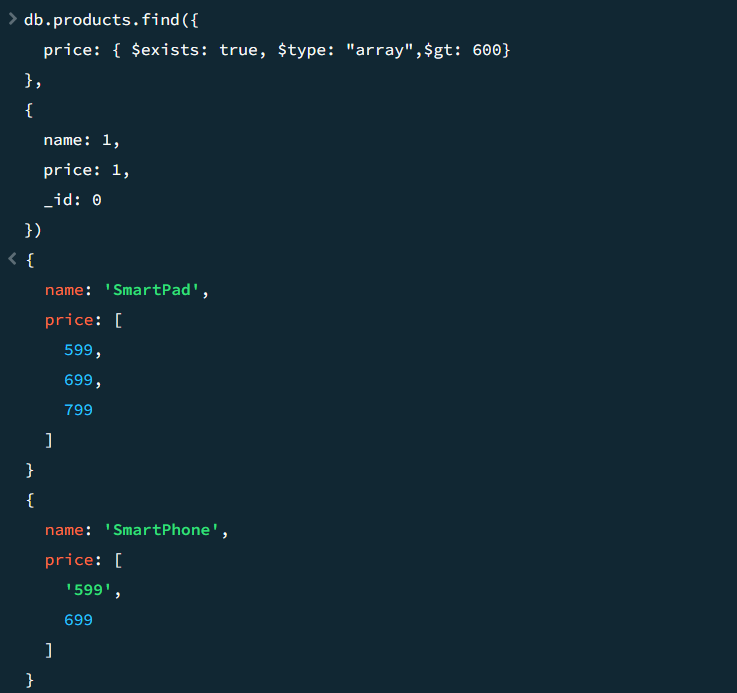 > db.products.find({
price: { $exists: true, $type: "array",$gt: 600}
},
{
name: 1,
price: 1,
_id: 0
})
< {
name: 'SmartPad',
price: [
599,
699,
799
]
}
{
name: 'SmartPhone',
price: [
'599',
699
]
}